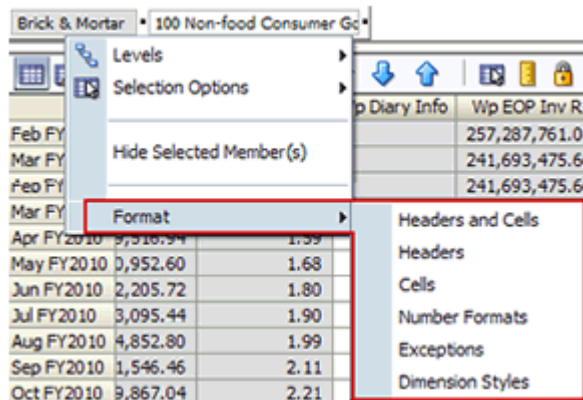 Brick & Mortar 100 Non-food Consumer Go
Levels
Selection Options
Hide Selected Member(s)
Format
Headers and Cells
Headers
Cells
Number Formats
Exceptions
Dimension Styles
Diary Info Wp EOP Inv R
Feb FY 257,287,761.0
Mar FY 241,693,475.6
FY 241,693,475.6
Mar FY
Apr FY2010 9,516.94 1.59
May FY2010 0,952.60 1.68
Jun FY2010 2,205.72 1.80
Jul FY2010 3,095.44 1.90
Aug FY2010 4,852.80 1.99
Sep FY2010 1,546.46 2.11
Oct FY2010 9,867.04 2.21